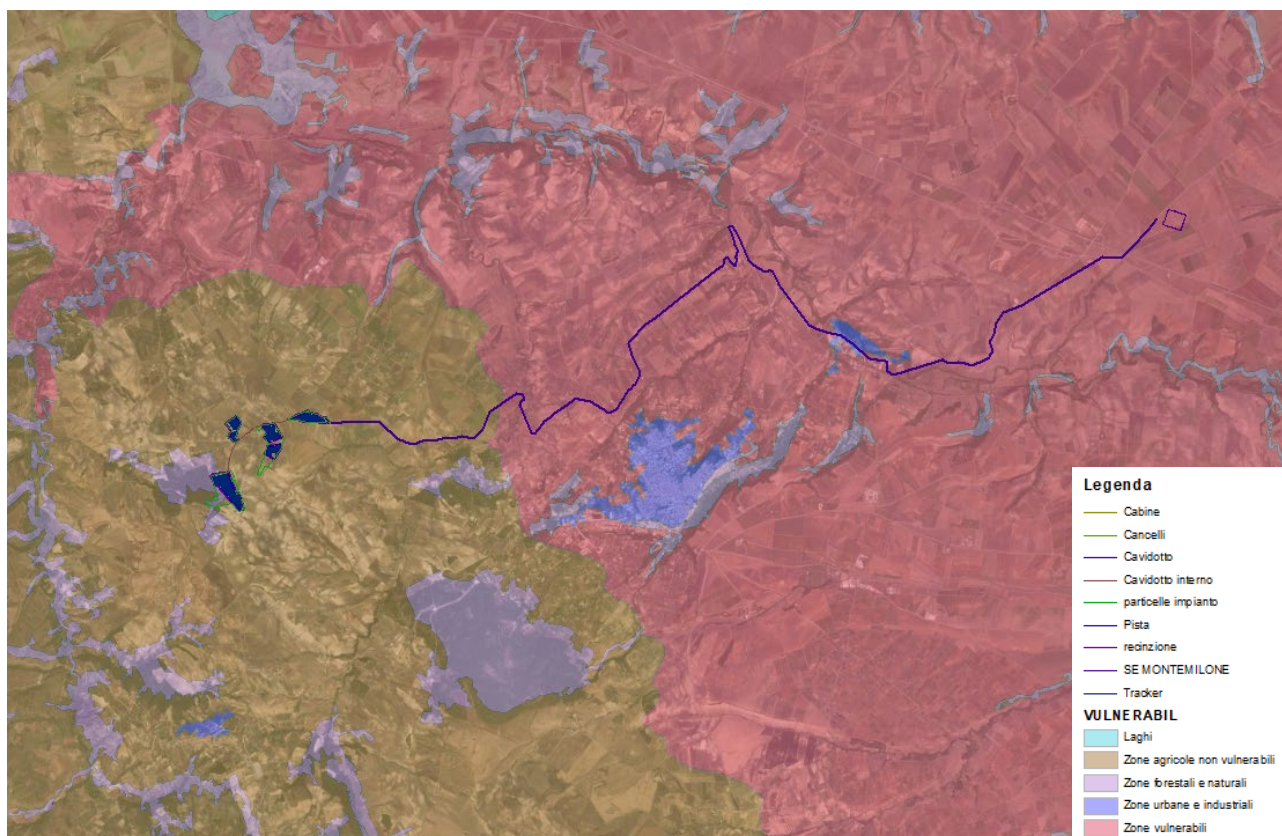 Legenda
Cabine
Cancelli
Cavidotto
Cavidotto interno
particelle impianto
Pista
recinzione
SE MONTEMILONE
Tracker
VULNERABIL
Laghi
Zone agricole non vulnerabili
Zone forestali e naturali
Zone urbane e industriali
Zone vulnerabili